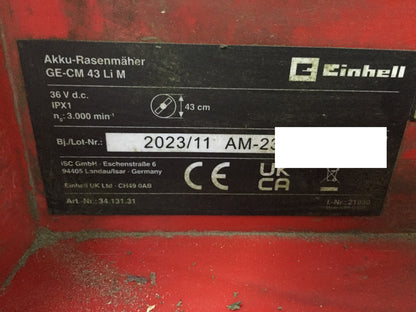 Akku-Rasenmäher
GE-CM 43 Li M
Einhell
36 V d.c.
IPX1
n₀: 3.000 min⁻¹
43 cm
Bj./Lot-Nr.: 2023/11 AM-23
iSC GmbH · Eschenstraße 6
94405 Landau/Isar - Germany
Einhell UK Ltd · CH49 0AB
CE
UK
CA
Art.-Nr.: 34.131.31